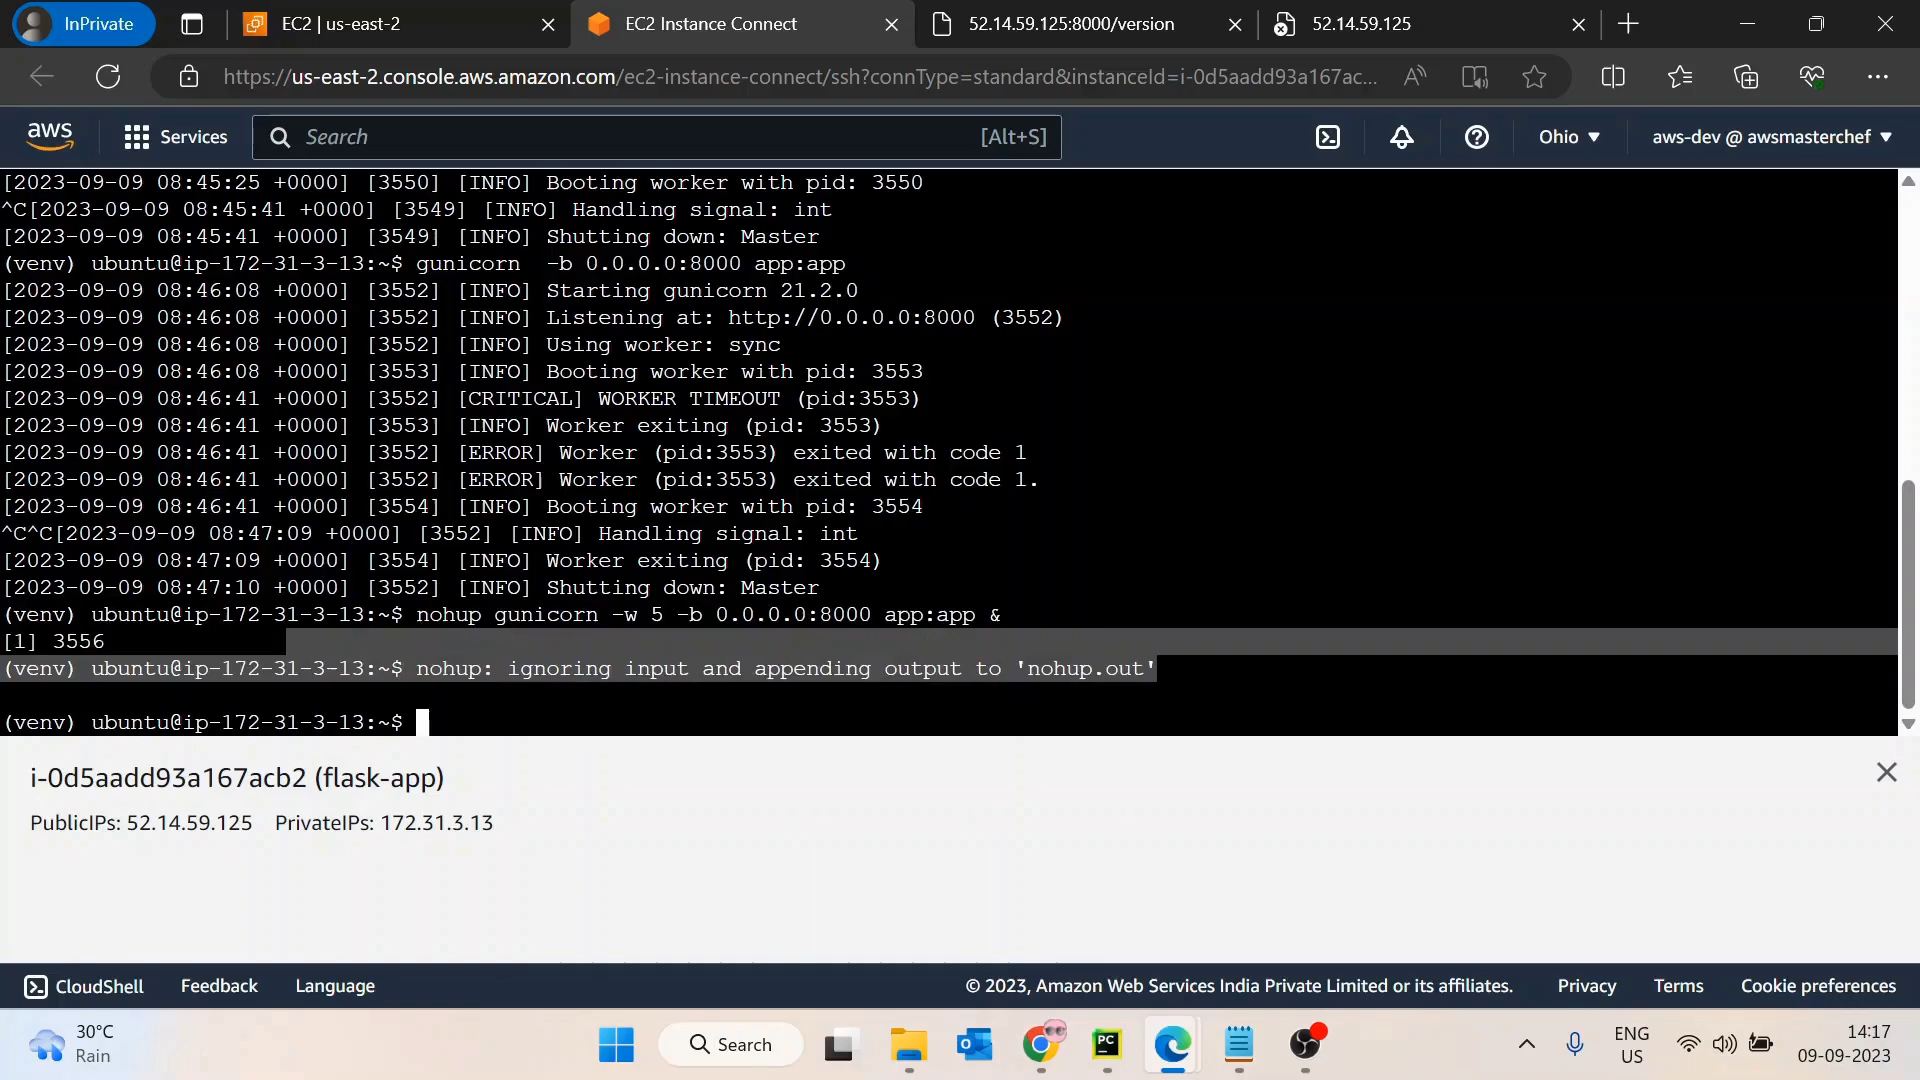 InPrivate
EC2 | us-east-2
EC2 Instance Connect
52.14.59.125:8000/version
52.14.59.125
https://us-east-2.console.aws.amazon.com/ec2-instance-connect/ssh?connType=standard&instanceId=i-0d5aadd93a167ac...
aws
Services
Search
[Alt+S]
Ohio
aws-dev @ awsmasterchef
[2023-09-09 08:45:25 +0000] [3550] [INFO] Booting worker with pid: 3550
^C[2023-09-09 08:45:41 +0000] [3549] [INFO] Handling signal: int
[2023-09-09 08:45:41 +0000] [3549] [INFO] Shutting down: Master
(venv) ubuntu@ip-172-31-3-13:~$ gunicorn  -b 0.0.0.0:8000 app:app
[2023-09-09 08:46:08 +0000] [3552] [INFO] Starting gunicorn 21.2.0
[2023-09-09 08:46:08 +0000] [3552] [INFO] Listening at: http://0.0.0.0:8000 (3552)
[2023-09-09 08:46:08 +0000] [3552] [INFO] Using worker: sync
[2023-09-09 08:46:08 +0000] [3553] [INFO] Booting worker with pid: 3553
[2023-09-09 08:46:41 +0000] [3552] [CRITICAL] WORKER TIMEOUT (pid:3553)
[2023-09-09 08:46:41 +0000] [3553] [INFO] Worker exiting (pid: 3553)
[2023-09-09 08:46:41 +0000] [3552] [ERROR] Worker (pid:3553) exited with code 1
[2023-09-09 08:46:41 +0000] [3552] [ERROR] Worker (pid:3553) exited with code 1.
[2023-09-09 08:46:41 +0000] [3554] [INFO] Booting worker with pid: 3554
^C^C[2023-09-09 08:47:09 +0000] [3552] [INFO] Handling signal: int
[2023-09-09 08:47:09 +0000] [3554] [INFO] Worker exiting (pid: 3554)
[2023-09-09 08:47:10 +0000] [3552] [INFO] Shutting down: Master
(venv) ubuntu@ip-172-31-3-13:~$ nohup gunicorn -w 5 -b 0.0.0.0:8000 app:app &
[1] 3556
(venv) ubuntu@ip-172-31-3-13:~$ nohup: ignoring input and appending output to 'nohup.out'
(venv) ubuntu@ip-172-31-3-13:~$
i-0d5aadd93a167acb2 (flask-app)
PublicIPs: 52.14.59.125 PrivateIPs: 172.31.3.13
CloudShell
Feedback
Language
© 2023, Amazon Web Services India Private Limited or its affiliates.
Privacy
Terms
Cookie preferences
30°C
Rain
Search
PC
ENG
US
14:17
09-09-2023